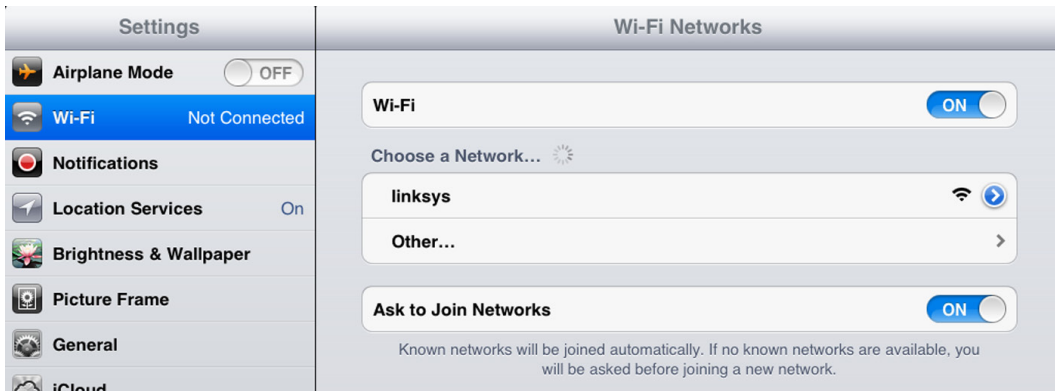 Settings
Airplane Mode OFF
Wi-Fi Not Connected
Notifications
Location Services On
Brightness & Wallpaper
Picture Frame
General
iCloud
Wi-Fi Networks
Wi-Fi ON
Choose a Network...
linksys
Other...
Ask to Join Networks ON
Known networks will be joined automatically. If no known networks are available, you
will be asked before joining a new network.